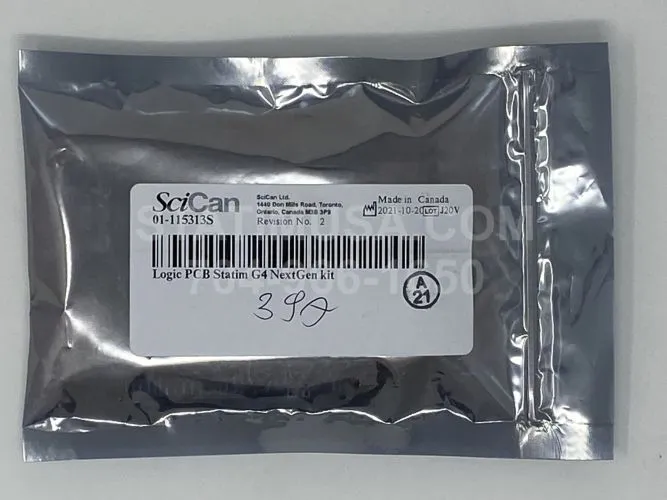 SciCan
SciCan Ltd.
1440 Don Mills Road, Toronto,
Ontario, Canada M3B 3P9
01-115313S
Revision No. 2
Made in Canada
2021-10-20 LOT J20V
Logic PCB Statim G4 NextGen kit
A
21